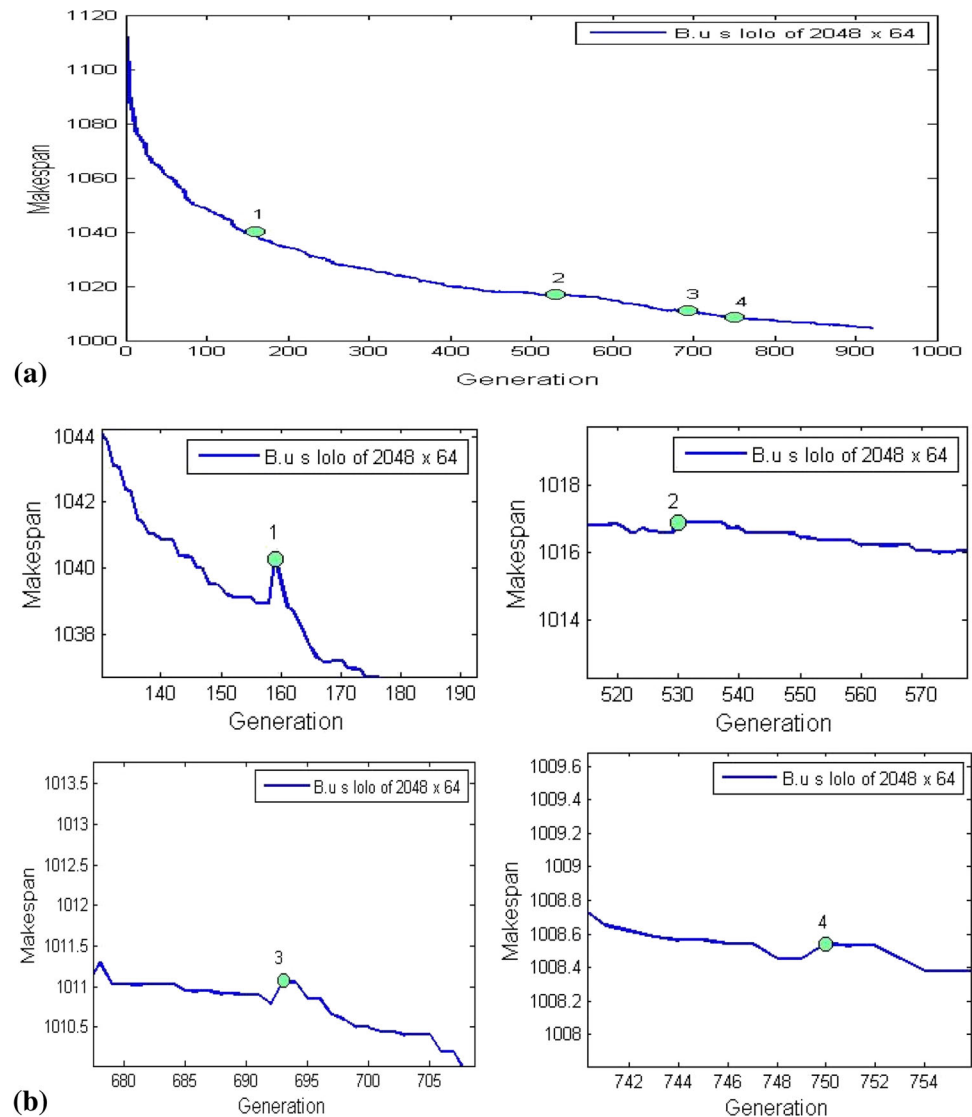 1120
1100
1080
1060
1040
1020
1000
Makespan
B.u s lolo of 2048 x 64
1
2
3
4
0 100 200 300 400 500 600 700 800 900 1000
Generation
(a)
1044
1042
1040
1038
Makespan
B.u s lolo of 2048 x 64
1
140 150 160 170 180 190
Generation
1018
1016
1014
Makespan
B.u s lolo of 2048 x 64
2
520 530 540 550 560 570
Generation
1013.5
1013
1012.5
1012
1011.5
1011
1010.5
Makespan
B.u s lolo of 2048 x 64
3
680 685 690 695 700 705
Generation
1009.6
1009.4
1009.2
1009
1008.8
1008.6
1008.4
1008.2
1008
Makespan
B.u s lolo of 2048 x 64
4
742 744 746 748 750 752 754
Generation
(b)